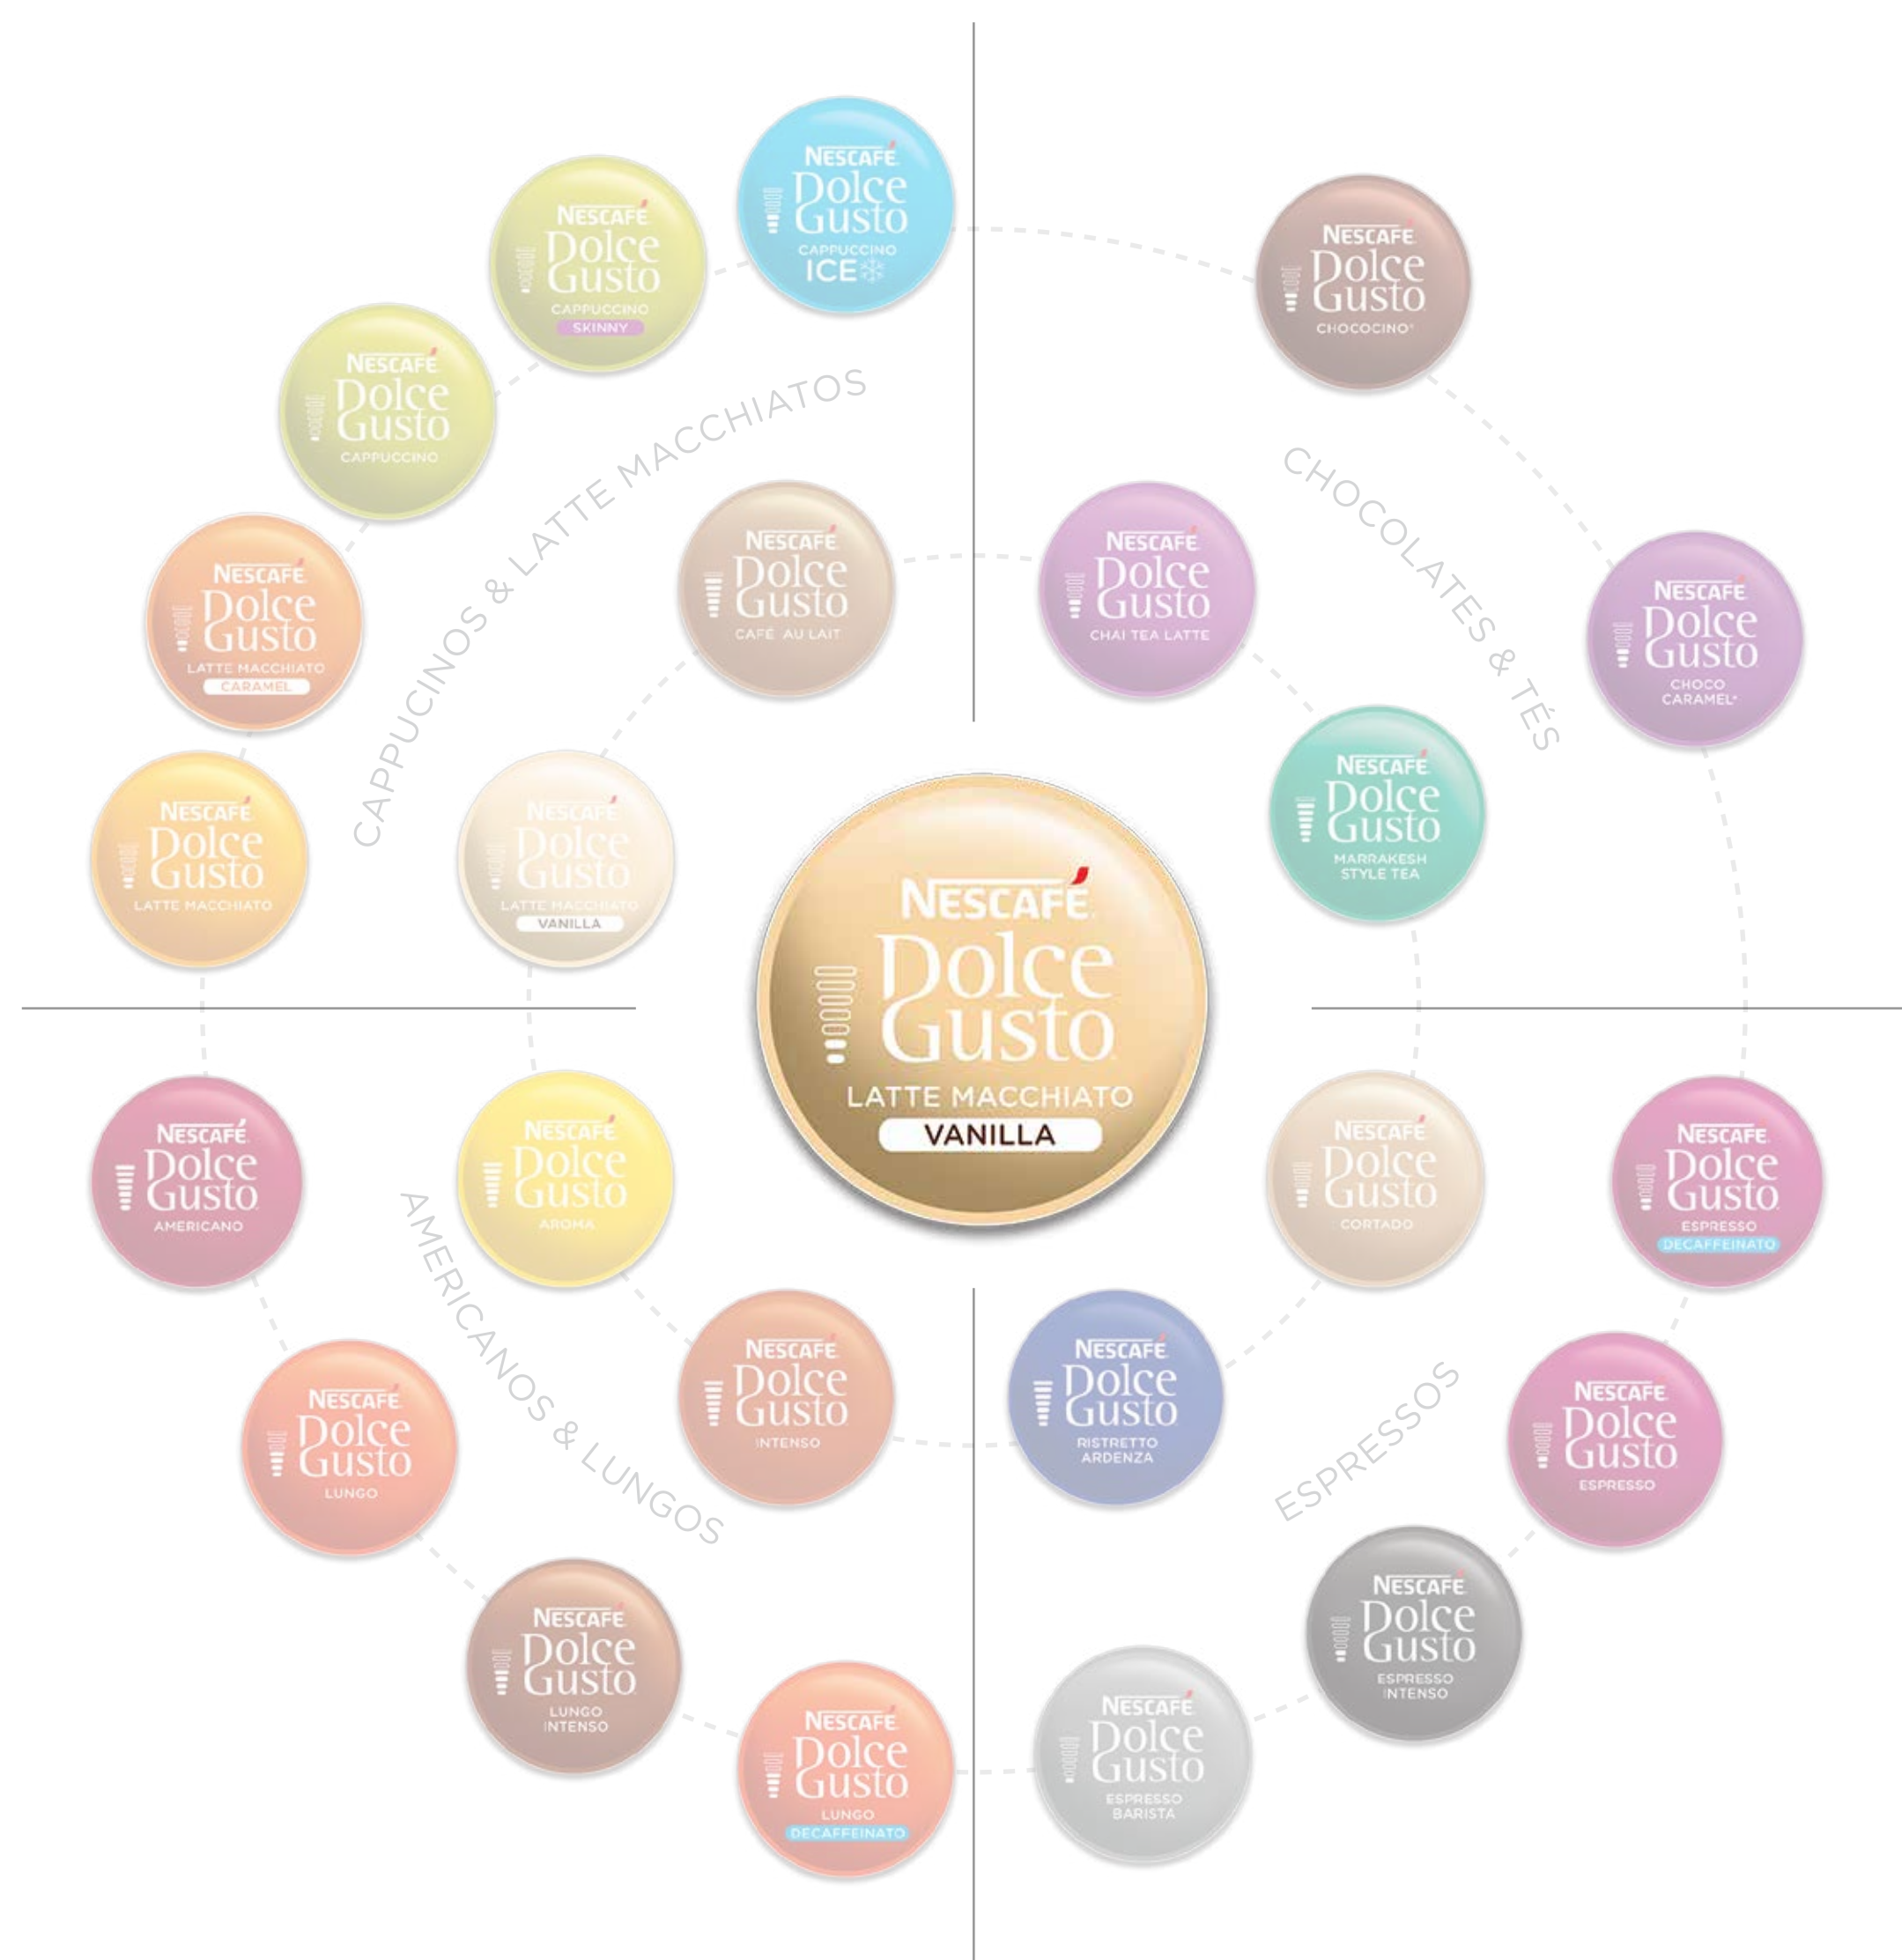 NESCAFÉ
Dolce
Gusto
CAPPUCCINO
ICE
NESCAFÉ
Dolce
Gusto
CAPPUCCINO
SKINNY
NESCAFÉ
Dolce
Gusto
CAPPUCCINO
NESCAFÉ
Dolce
Gusto
LATTE MACCHIATO
CARAMEL
NESCAFÉ
Dolce
Gusto
LATTE MACCHIATO
CAPPUCINOS & LATTE MACCHIATOS
NESCAFÉ
Dolce
Gusto
CAFÉ AU LAIT
NESCAFÉ
Dolce
Gusto
LATTE MACCHIATO
VANILLA
NESCAFÉ
Dolce
Gusto
CHOCOCINO*
NESCAFÉ
Dolce
Gusto
CHOCO
CARAMEL*
CHOCOLATES & TÉS
NESCAFÉ
Dolce
Gusto
CHAI TEA LATTE
NESCAFÉ
Dolce
Gusto
MARRAKESH
STYLE TEA
NESCAFÉ
Dolce
Gusto
LATTE MACCHIATO
VANILLA
NESCAFÉ
Dolce
Gusto
AMERICANO
NESCAFÉ
Dolce
Gusto
AROMA
AMERICANOS & LUNGOS
NESCAFÉ
Dolce
Gusto
INTENSO
NESCAFÉ
Dolce
Gusto
LUNGO
NESCAFÉ
Dolce
Gusto
LUNGO
INTENSO
NESCAFÉ
Dolce
Gusto
LUNGO
DECAFFEINATO
NESCAFÉ
Dolce
Gusto
CORTADO
NESCAFÉ
Dolce
Gusto
ESPRESSO
DECAFFEINATO
NESCAFÉ
Dolce
Gusto
RISTRETTO
ARDENZA
ESPRESSOS
NESCAFÉ
Dolce
Gusto
ESPRESSO
NESCAFÉ
Dolce
Gusto
ESPRESSO
INTENSO
NESCAFÉ
Dolce
Gusto
ESPRESSO
BARISTA